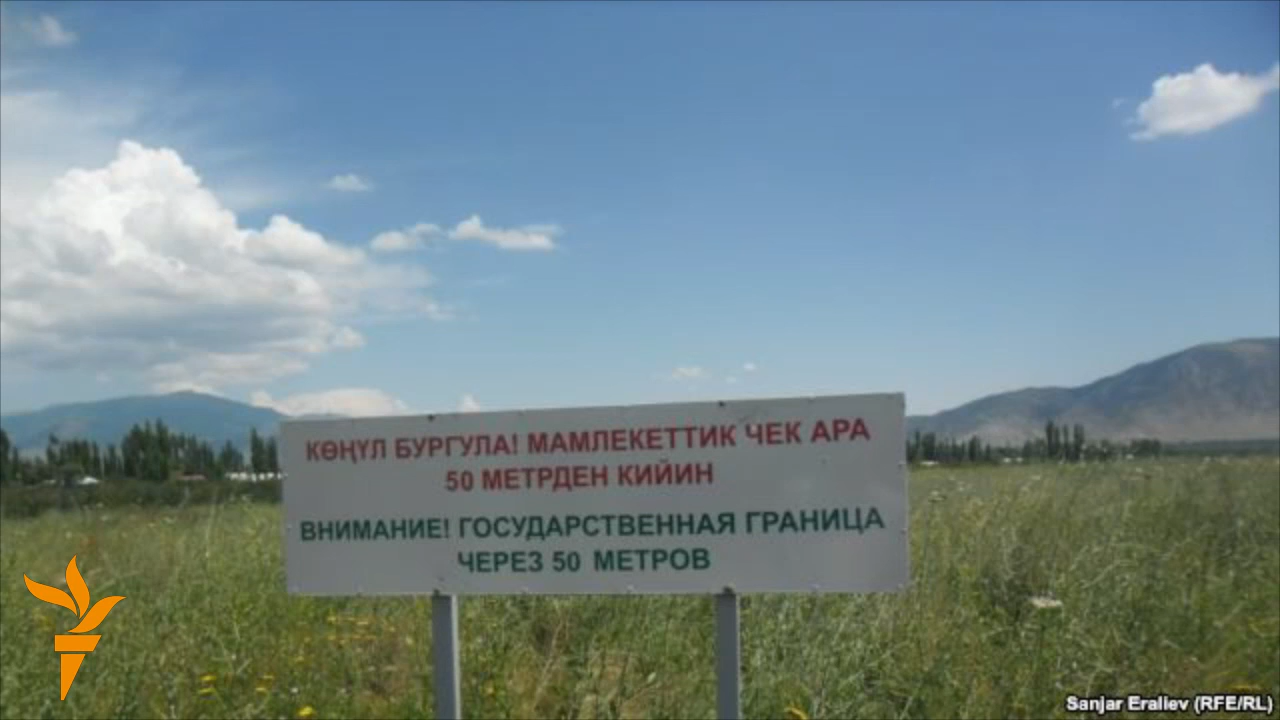 КӨҢҮЛ БУРГУЛА! МАМЛЕКЕТТИК ЧЕК АРА
50 МЕТРДЕН КИЙИН
ВНИМАНИЕ! ГОСУДАРСТВЕННАЯ ГРАНИЦА
ЧЕРЕЗ 50 МЕТРОВ
Sanjar Eraliev (RFE/RL)